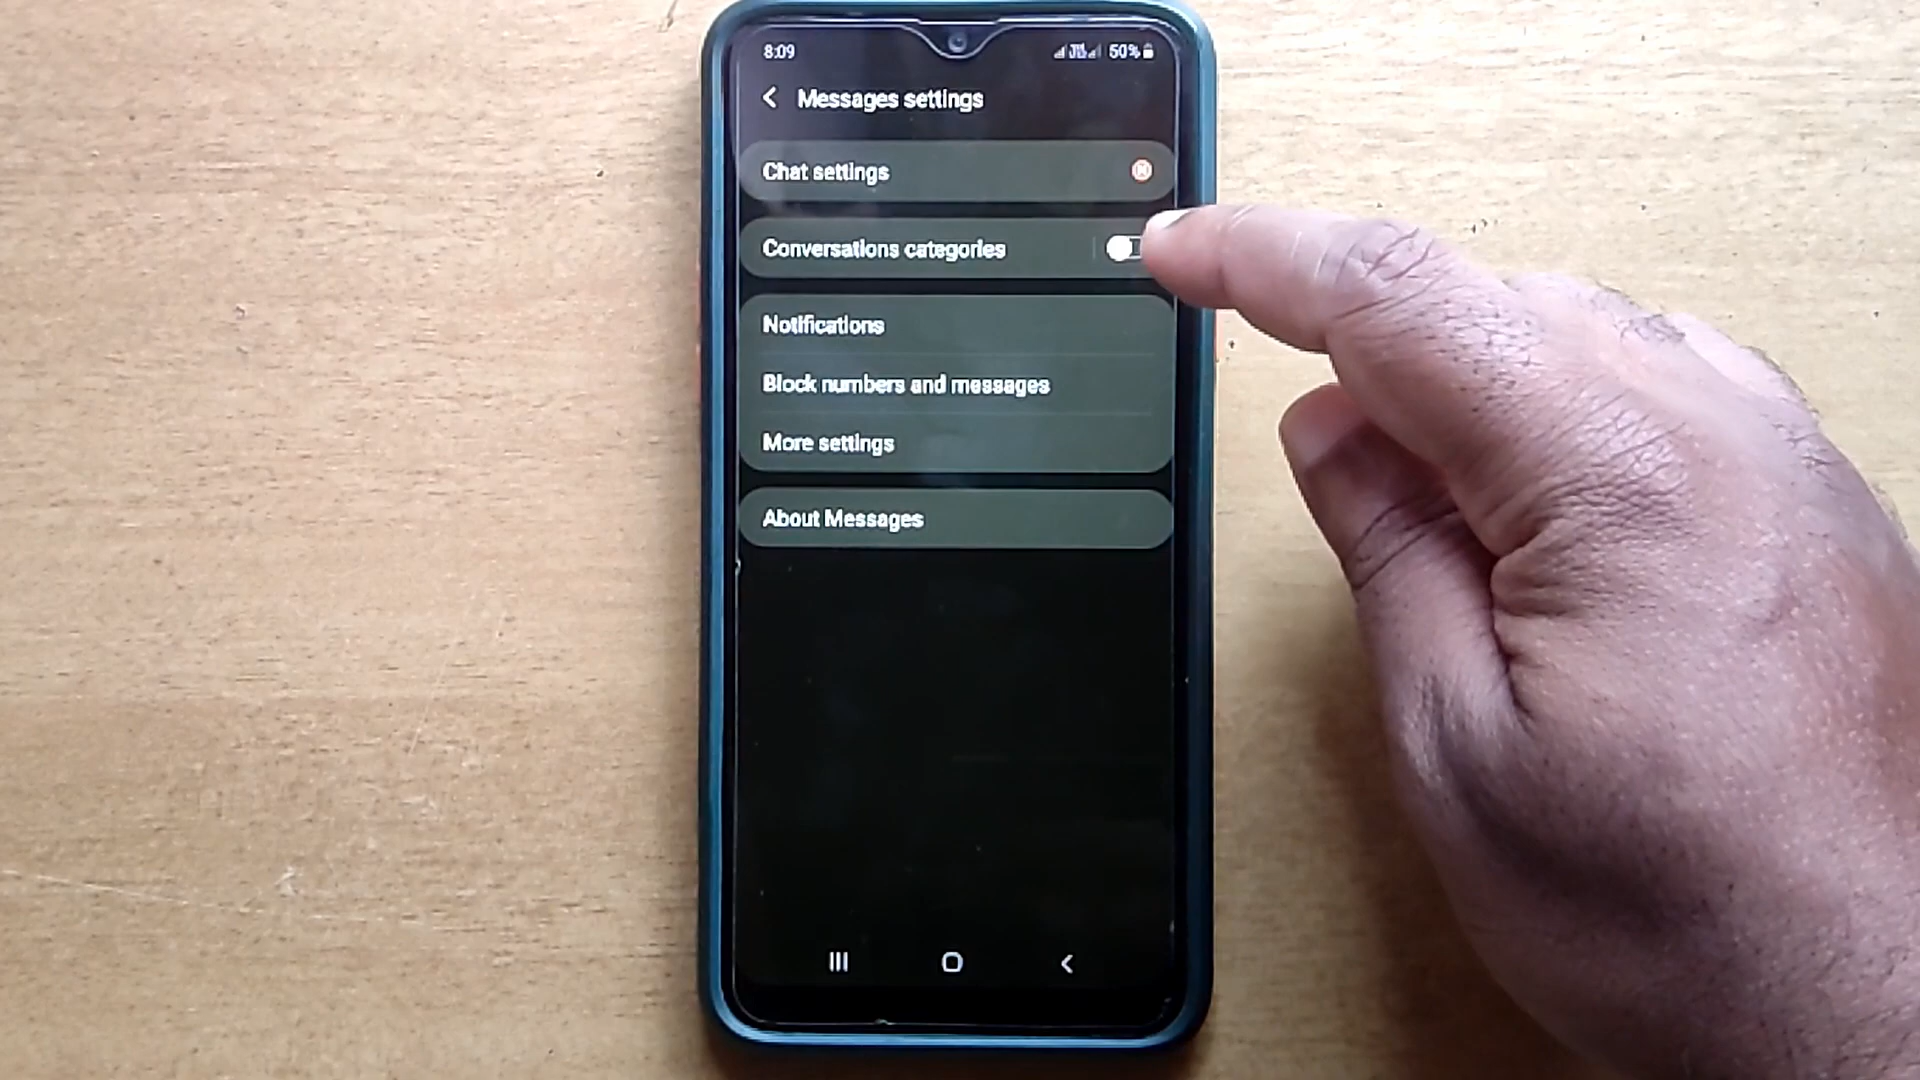 8:09
50%
Messages settings
Chat settings
Conversations categories
Notifications
Block numbers and messages
More settings
About Messages